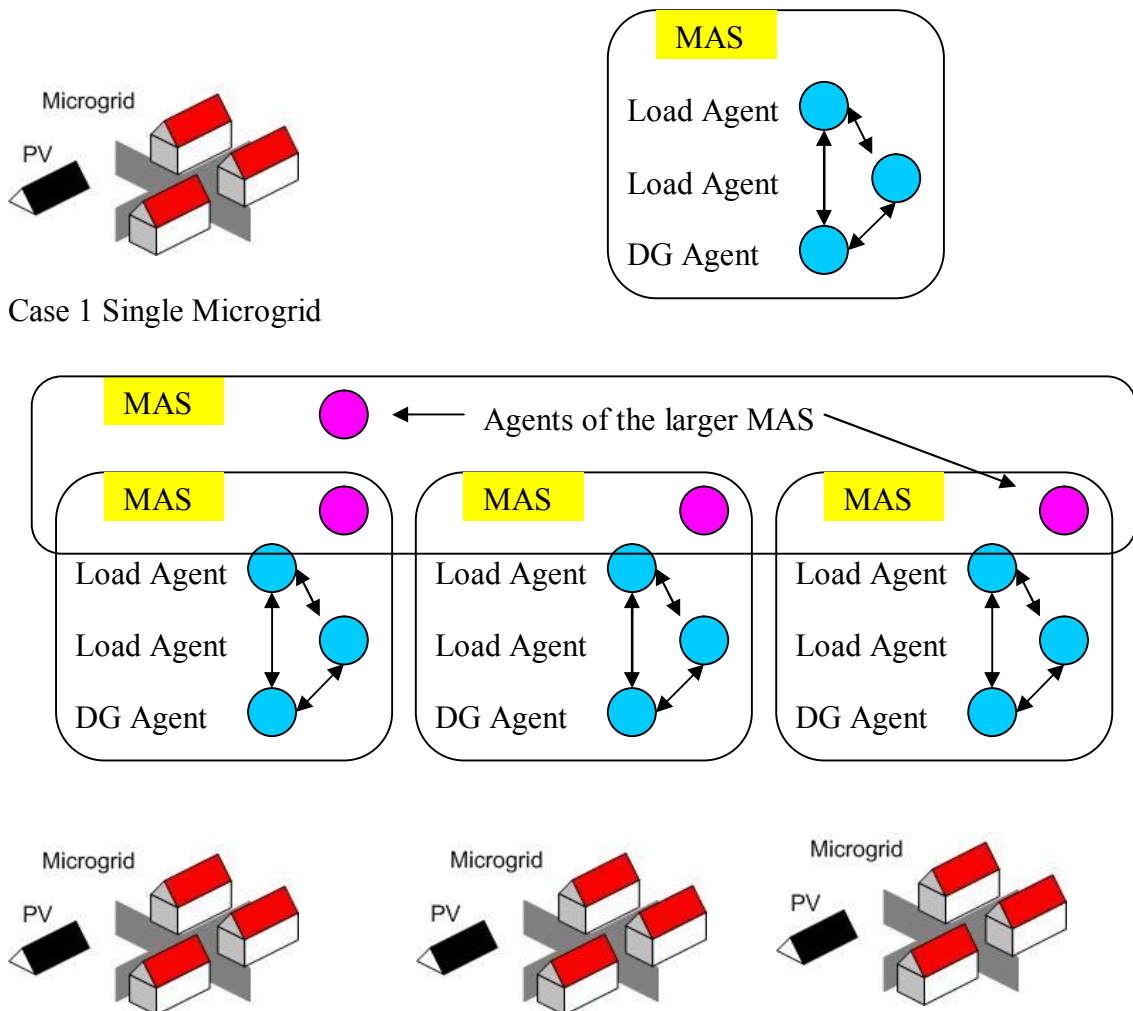 MAS
Microgrid
PV
Load Agent
Load Agent
DG Agent
Case 1 Single Microgrid
MAS
Agents of the larger MAS
MAS
Load Agent
Load Agent
DG Agent
MAS
Load Agent
Load Agent
DG Agent
MAS
Load Agent
Load Agent
DG Agent
Microgrid
PV
Microgrid
PV
Microgrid
PV